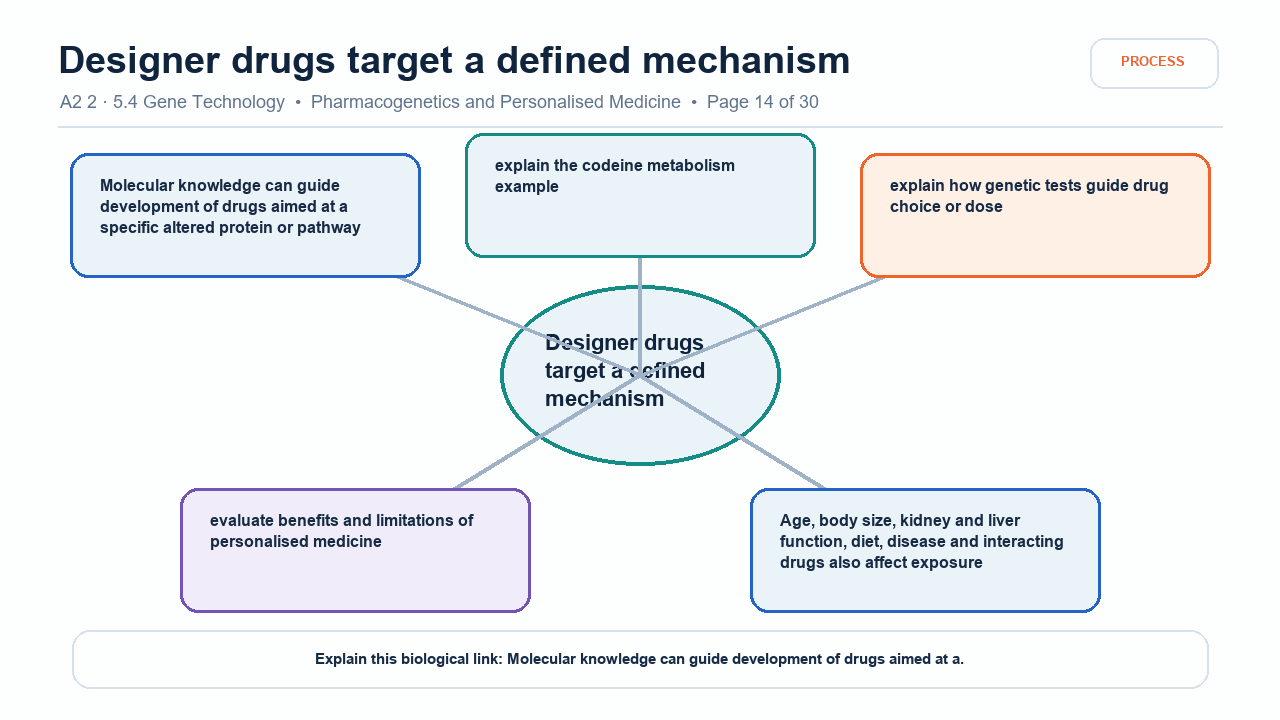 Designer drugs target a defined mechanism
PROCESS
A2 2 · 5.4 Gene Technology • Pharmacogenetics and Personalised Medicine • Page 14 of 30
Molecular knowledge can guide
development of drugs aimed at a
specific altered protein or pathway
explain the codeine metabolism
example
explain how genetic tests guide drug
choice or dose
Designer drugs
target a defined
mechanism
evaluate benefits and limitations of
personalised medicine
Age, body size, kidney and liver
function, diet, disease and interacting
drugs also affect exposure
Explain this biological link: Molecular knowledge can guide development of drugs aimed at a.